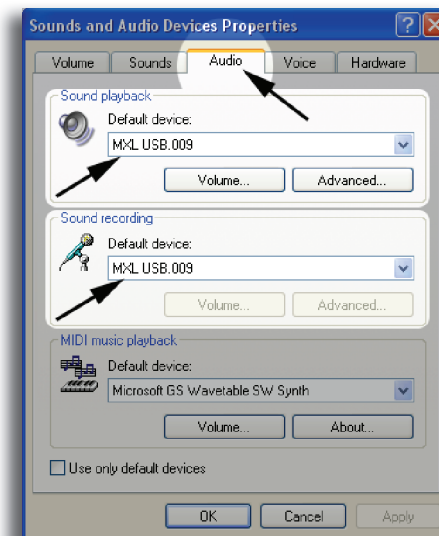 Sounds and Audio Devices Properties
Volume Sounds Audio Voice Hardware
Sound playback
Default device:
MXL USB.009
Volume... Advanced...
Sound recording
Default device:
MXL USB.009
Volume... Advanced...
MIDI music playback
Default device:
Microsoft GS Wavetable SW Synth
Volume... About...
Use only default devices
OK Cancel Apply